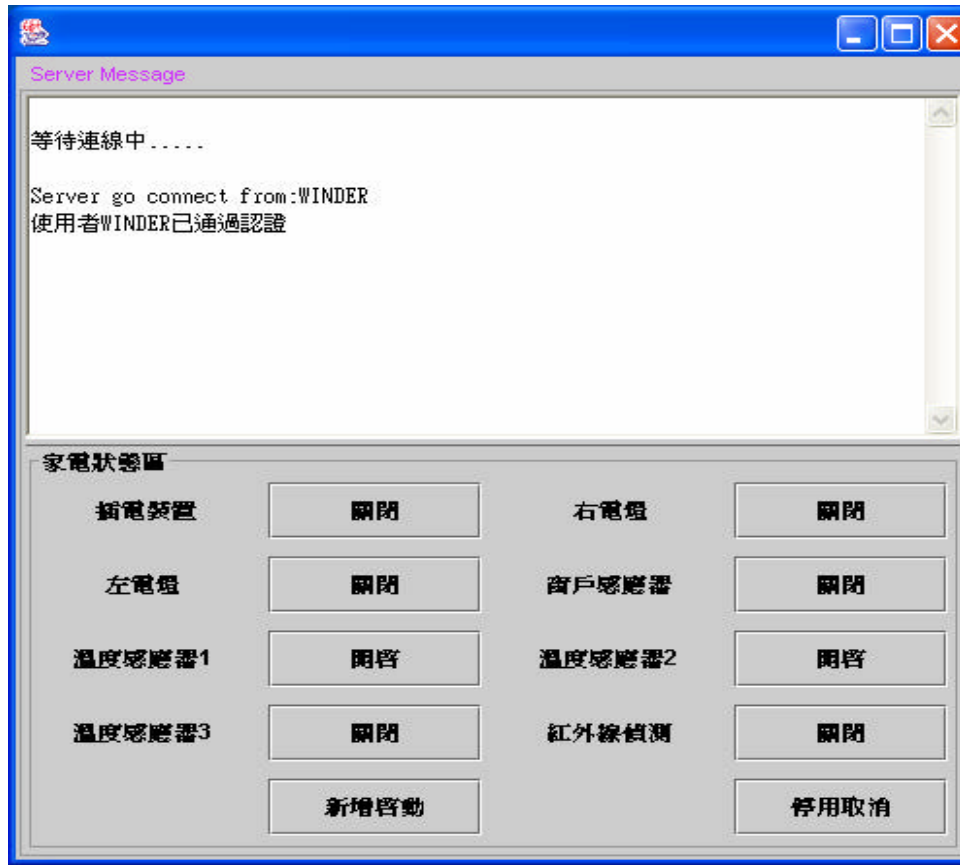 Server Message
等待連線中.....
Server go connect from:WINDER
使用者WINDER已通過認證
家電狀態區
插電裝置 關閉 右電燈 關閉
左電燈 關閉 窗戶感應器 關閉
溫度感應器1 開啓 溫度感應器2 開啓
溫度感應器3 關閉 紅外線偵測 關閉
新增啓動 停用取消